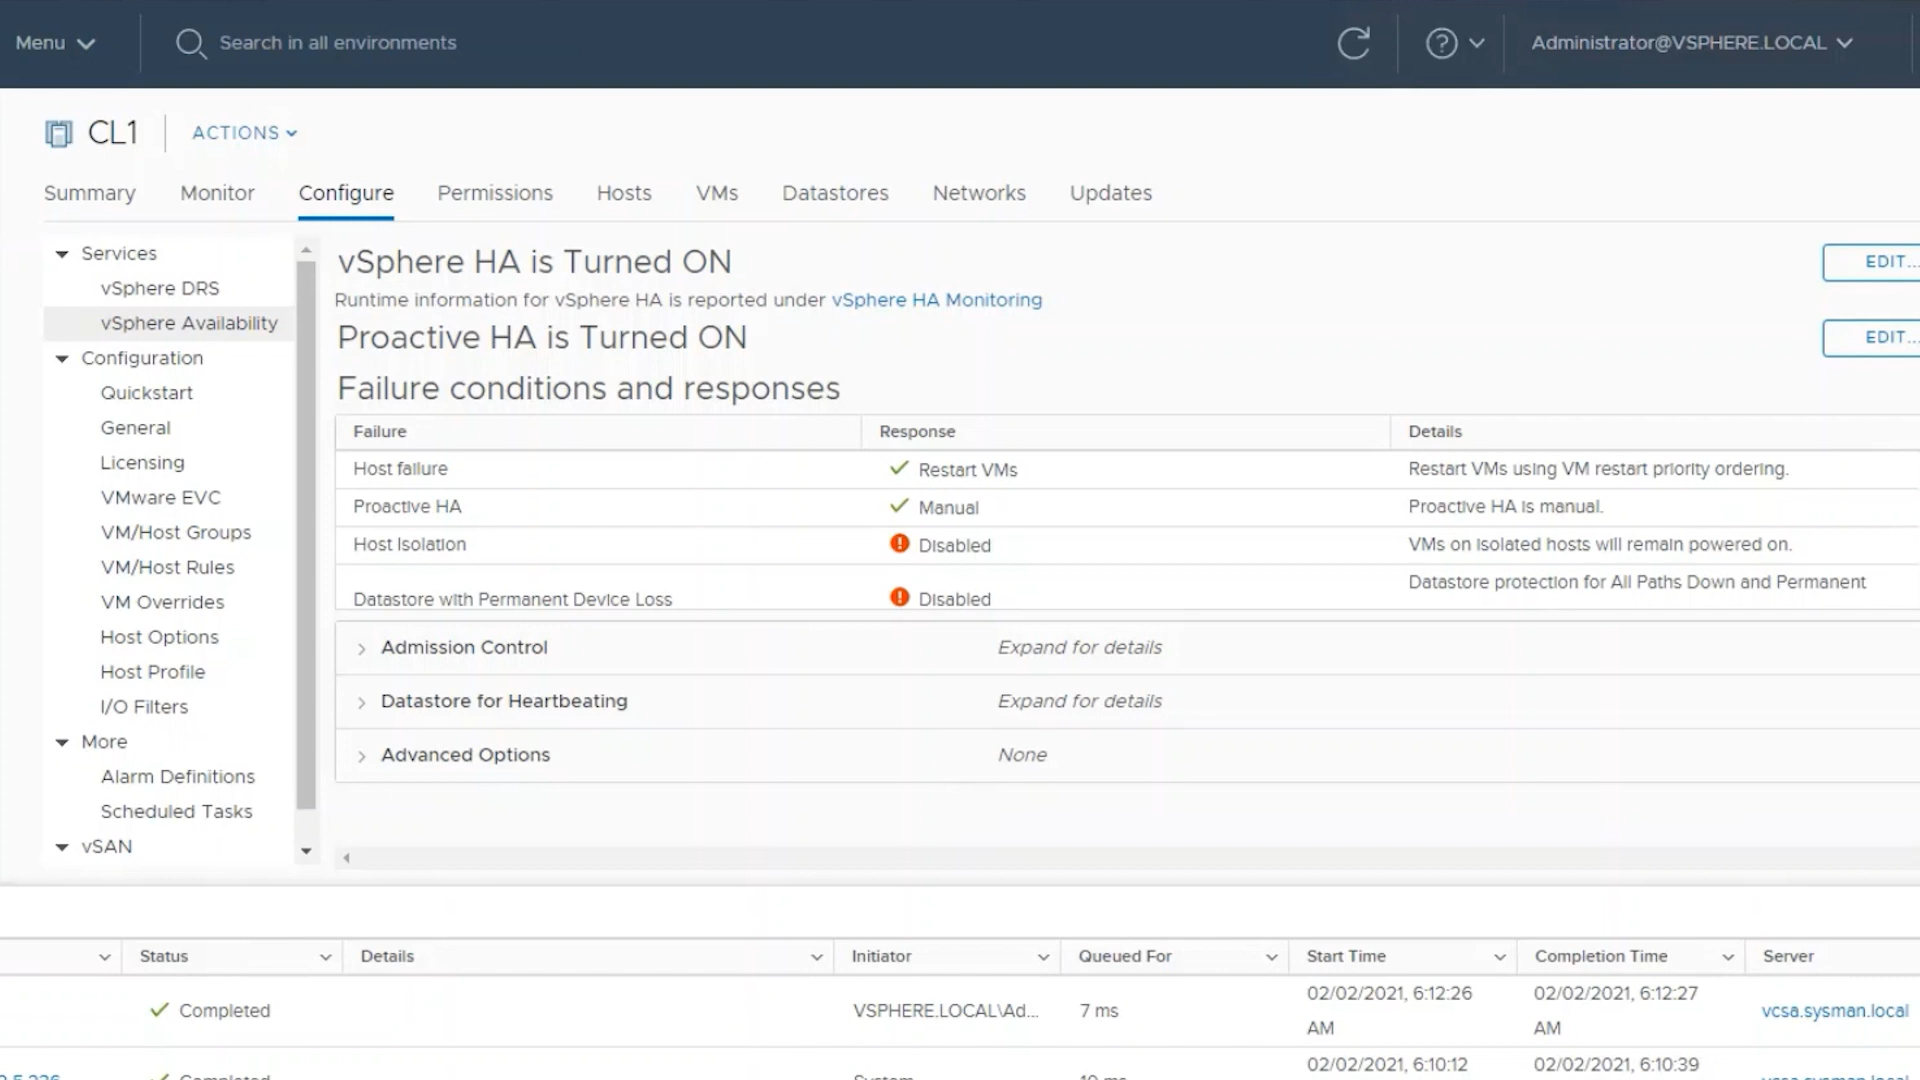 Menu
Search in all environments
Administrator@VSPHERE.LOCAL
CL1
ACTIONS
Summary Monitor Configure Permissions Hosts VMs Datastores Networks Updates
Services
vSphere DRS
vSphere Availability
Configuration
Quickstart
General
Licensing
VMware EVC
VM/Host Groups
VM/Host Rules
VM Overrides
Host Options
Host Profile
I/O Filters
More
Alarm Definitions
Scheduled Tasks
vSAN
vSphere HA is Turned ON
EDIT...
Runtime information for vSphere HA is reported under vSphere HA Monitoring
Proactive HA is Turned ON
EDIT...
Failure conditions and responses
Failure Response Details
Host failure Restart VMs Restart VMs using VM restart priority ordering.
Proactive HA Manual Proactive HA is manual.
Host Isolation Disabled VMs on isolated hosts will remain powered on.
Datastore with Permanent Device Loss Disabled Datastore protection for All Paths Down and Permanent
Admission Control Expand for details
Datastore for Heartbeating Expand for details
Advanced Options None
Status Details Initiator Queued For Start Time Completion Time Server
Completed VSPHERE.LOCAL\Ad... 7 ms 02/02/2021, 6:12:26 AM 02/02/2021, 6:12:27 AM vcsa.sysman.local
Completed System 10 ms 02/02/2021, 6:10:12 02/02/2021, 6:10:39 vcsa.sysman.local